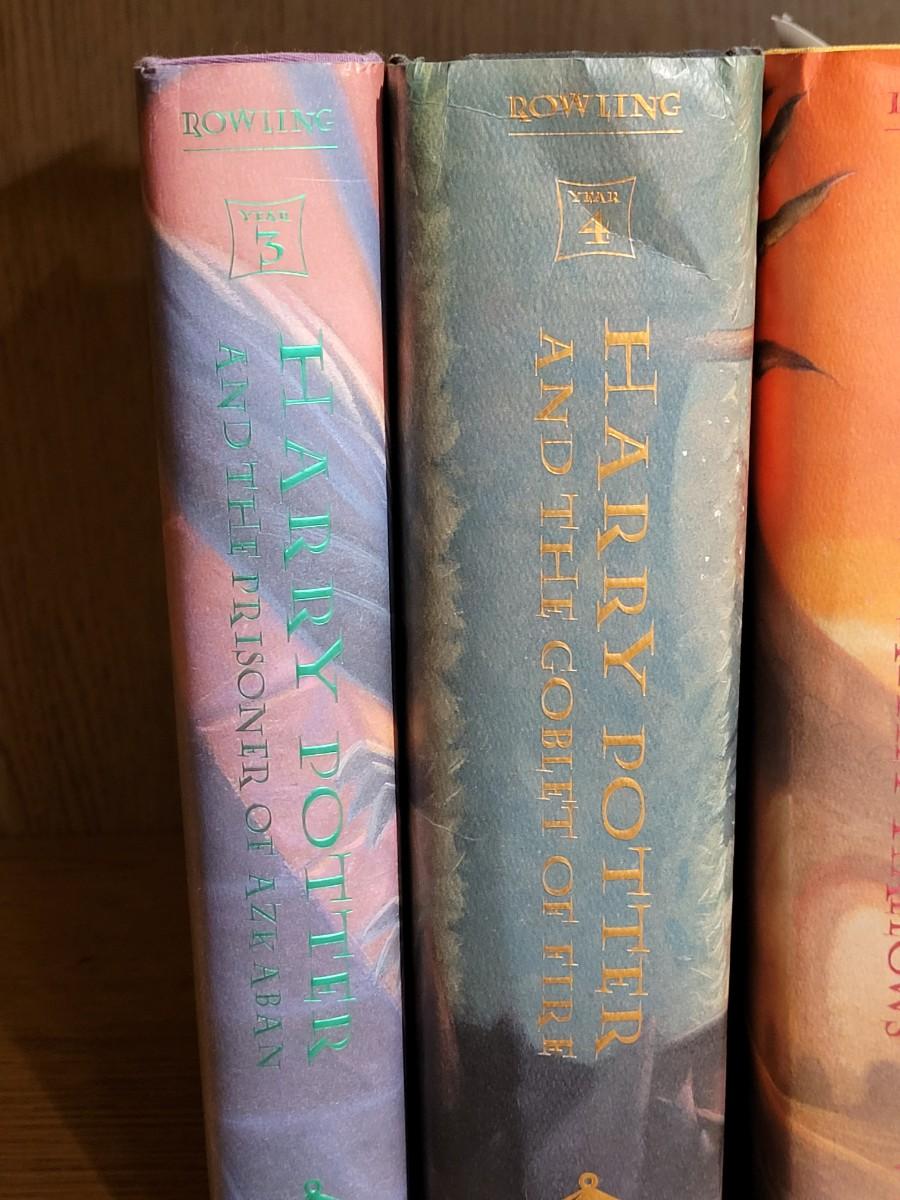 ROWLING
YEAR
3
HARRY POTTER
AND THE PRISONER OF AZKABAN
ROWLING
YEAR
4
HARRY POTTER
AND THE GOBLET OF FIRE